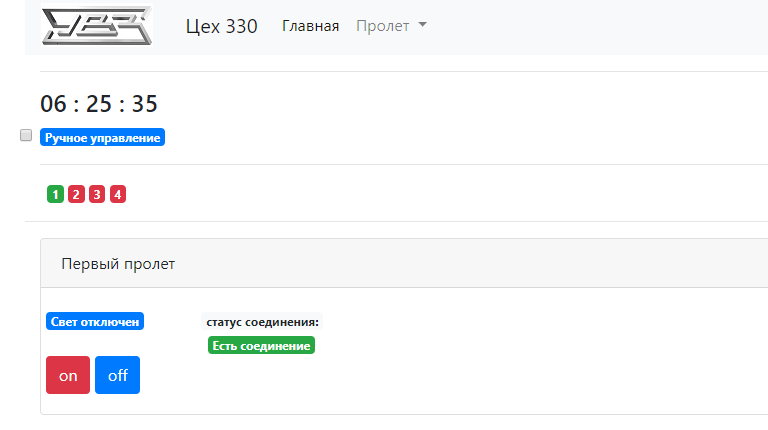 УВЗ Цех 330 Главная Пролет
06 : 25 : 35
Ручное управление
1 2 3 4
Первый пролет
Свет отключен статус соединения:
Есть соединение
on off